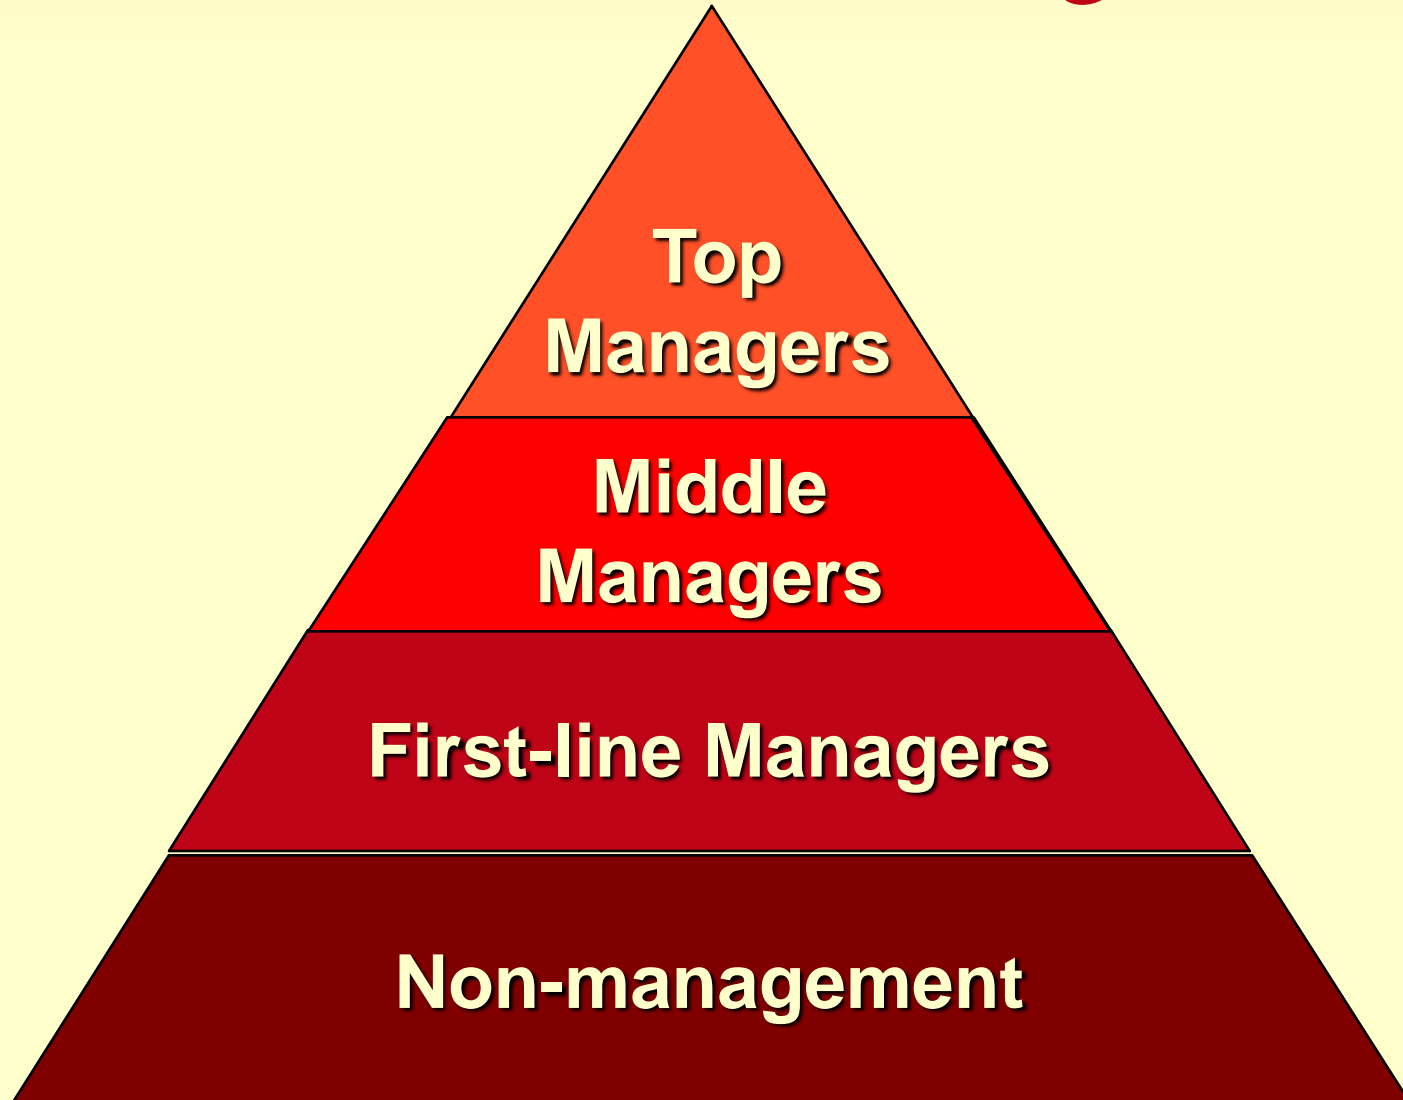 Top
Managers
Middle
Managers
First-line Managers
Non-management